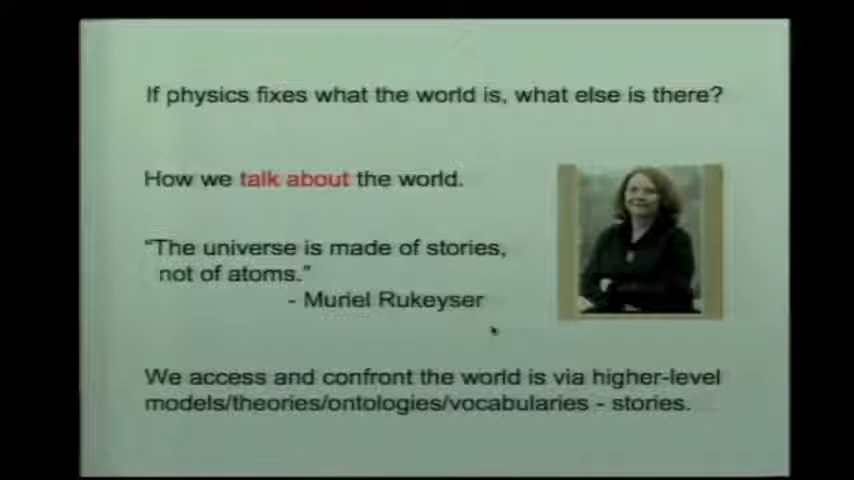 If physics fixes what the world is, what else is there?
How we talk about the world.
"The universe is made of stories,
not of atoms."
- Muriel Rukeyser
We access and confront the world is via higher-level
models/theories/ontologies/vocabularies - stories.